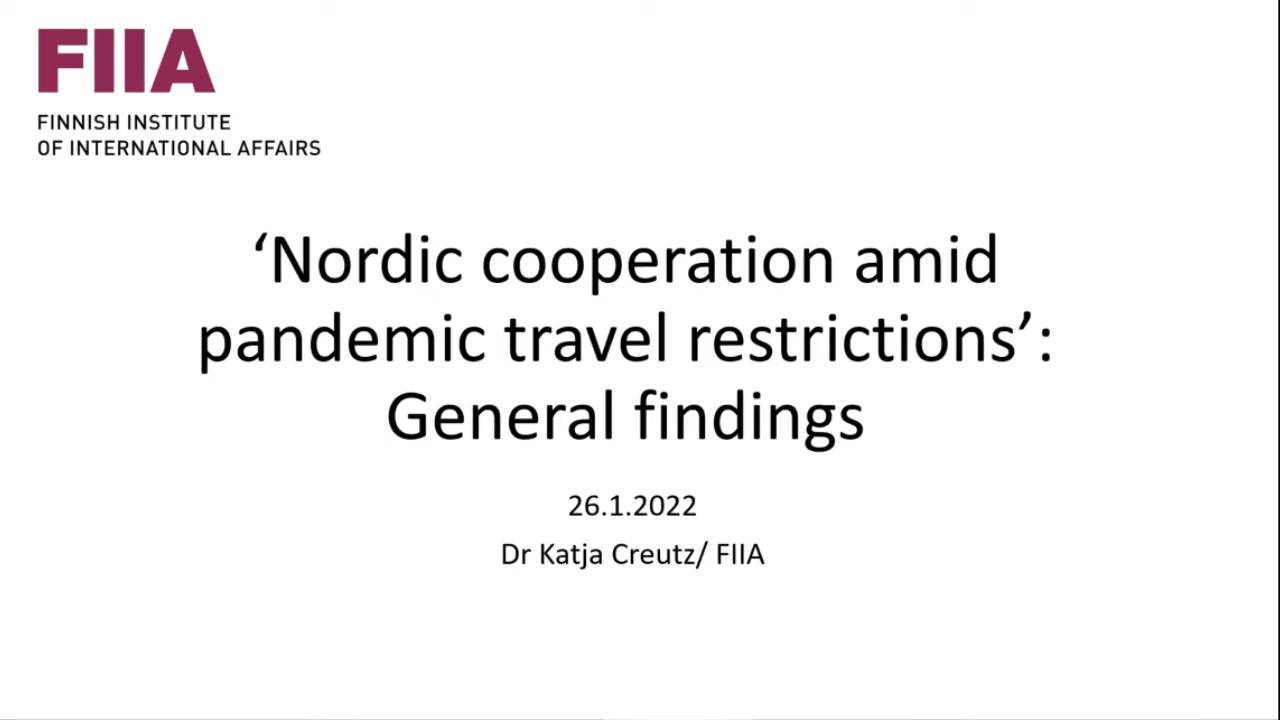 FIIA
FINNISH INSTITUTE
OF INTERNATIONAL AFFAIRS
‘Nordic cooperation amid
pandemic travel restrictions’:
General findings
26.1.2022
Dr Katja Creutz/ FIIA